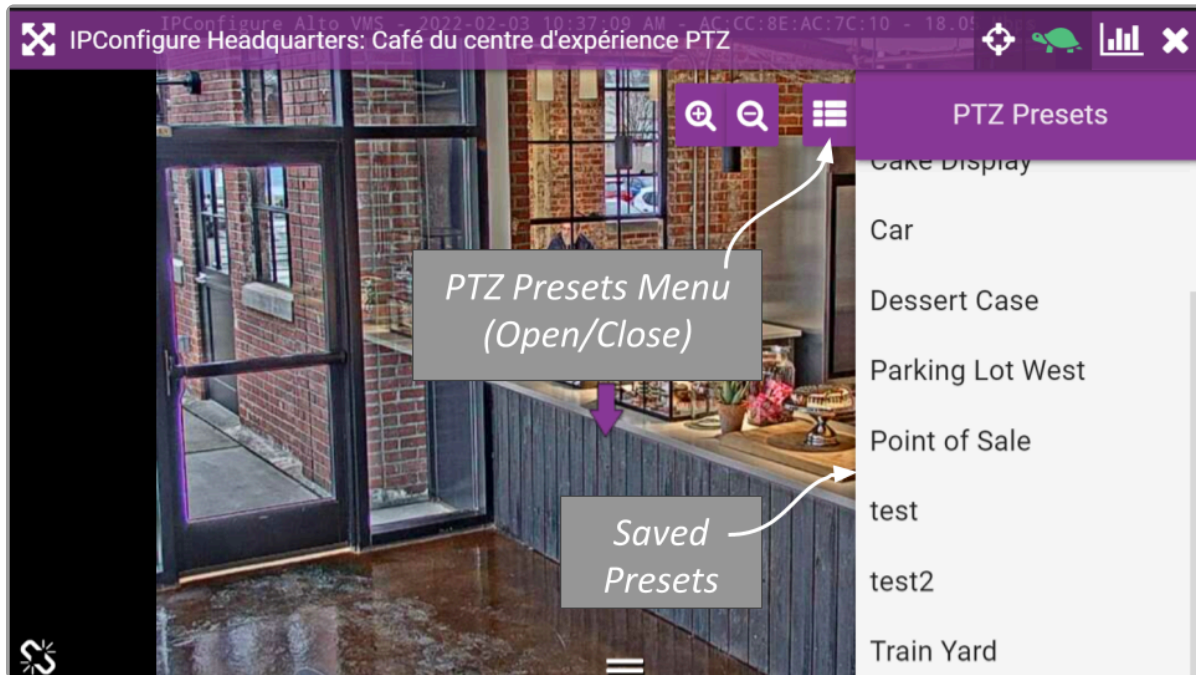 IPConfigure Alto VMS - 2022-02-03 10:37:09 AM - AC:CC:8E:AC:7C:10 - 18.05
IPConfigure Headquarters: Café du centre d'expérience PTZ
PTZ Presets
Cake Display
Car
PTZ Presets Menu
(Open/Close)
Dessert Case
Parking Lot West
Point of Sale
test
Saved
Presets
test2
Train Yard